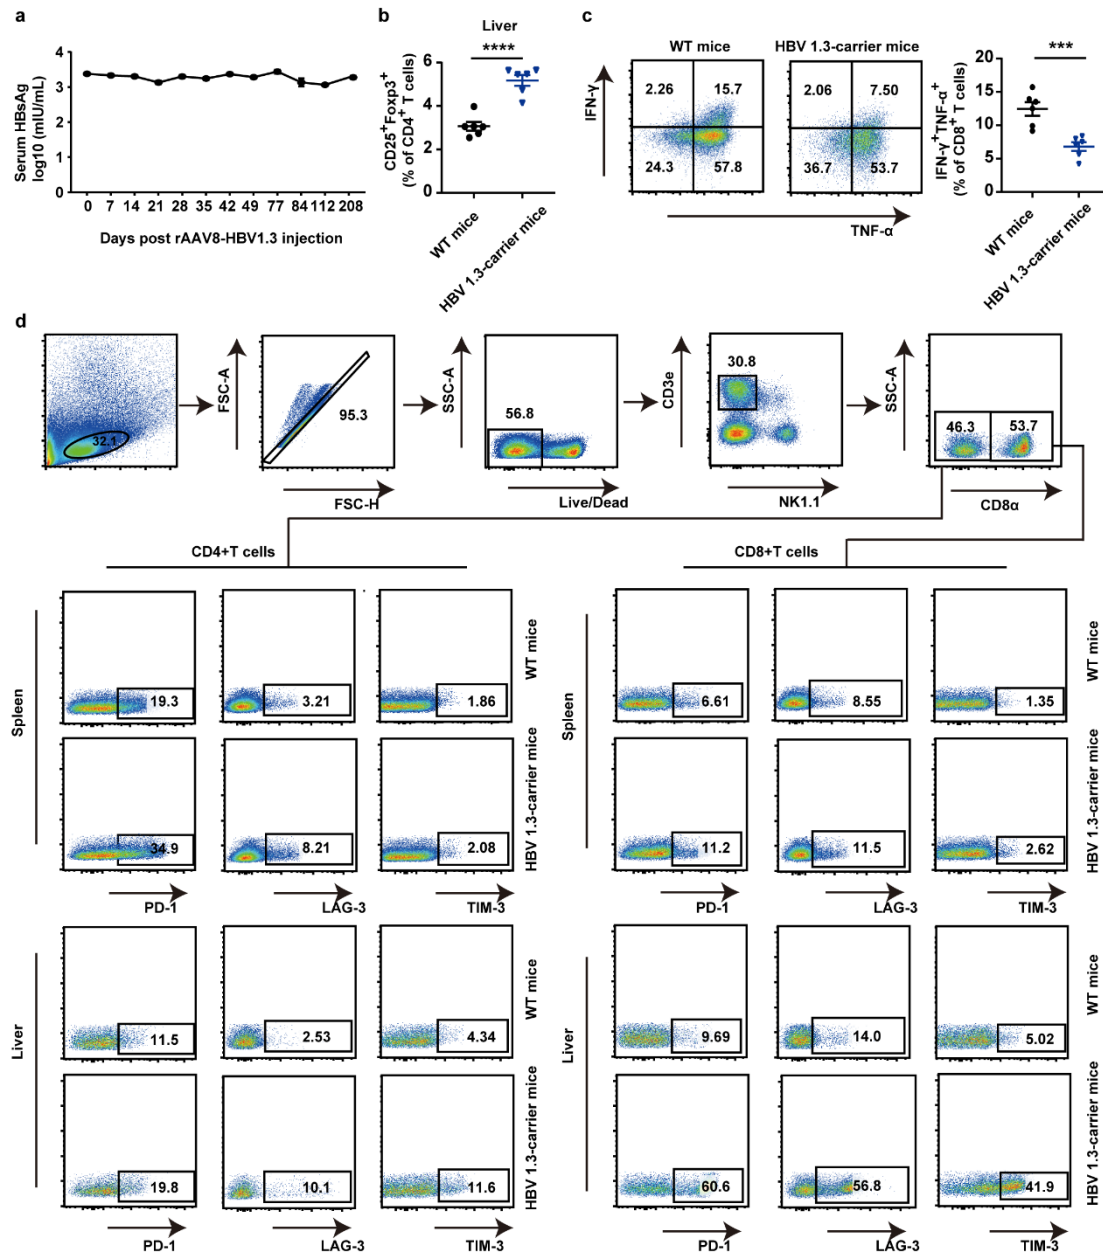 a
Serum HBsAg
log10 (mIU/mL)
4
3
2
1
0
0 7 14 21 28 35 42 49 77 84 112 208
Days post rAAV8-HBV1.3 injection
b
Liver
****
CD25+Foxp3+
(% of CD4+ T cells)
6
4
2
0
WT mice
HBV 1.3-carrier mice
c
WT mice
HBV 1.3-carrier mice
IFN-γ
2.26 15.7
24.3 57.8
2.06 7.50
36.7 53.7
TNF-α
***
IFN-γ+TNF-α+
(% of CD8+ T cells)
20
15
10
5
0
WT mice
HBV 1.3-carrier mice
d
32.1
FSC-A
95.3
FSC-H
SSC-A
56.8
Live/Dead
CD3e
30.8
NK1.1
SSC-A
46.3 53.7
CD8α
CD4+T cells
Spleen
19.3 3.21 1.86
WT mice
34.9 8.21 2.08
HBV 1.3-carrier mice
PD-1 LAG-3 TIM-3
Liver
11.5 2.53 4.34
WT mice
19.8 10.1 11.6
HBV 1.3-carrier mice
PD-1 LAG-3 TIM-3
CD8+T cells
Spleen
6.61 8.55 1.35
WT mice
11.2 11.5 2.62
HBV 1.3-carrier mice
PD-1 LAG-3 TIM-3
Liver
9.69 14.0 5.02
WT mice
60.6 56.8 41.9
HBV 1.3-carrier mice
PD-1 LAG-3 TIM-3